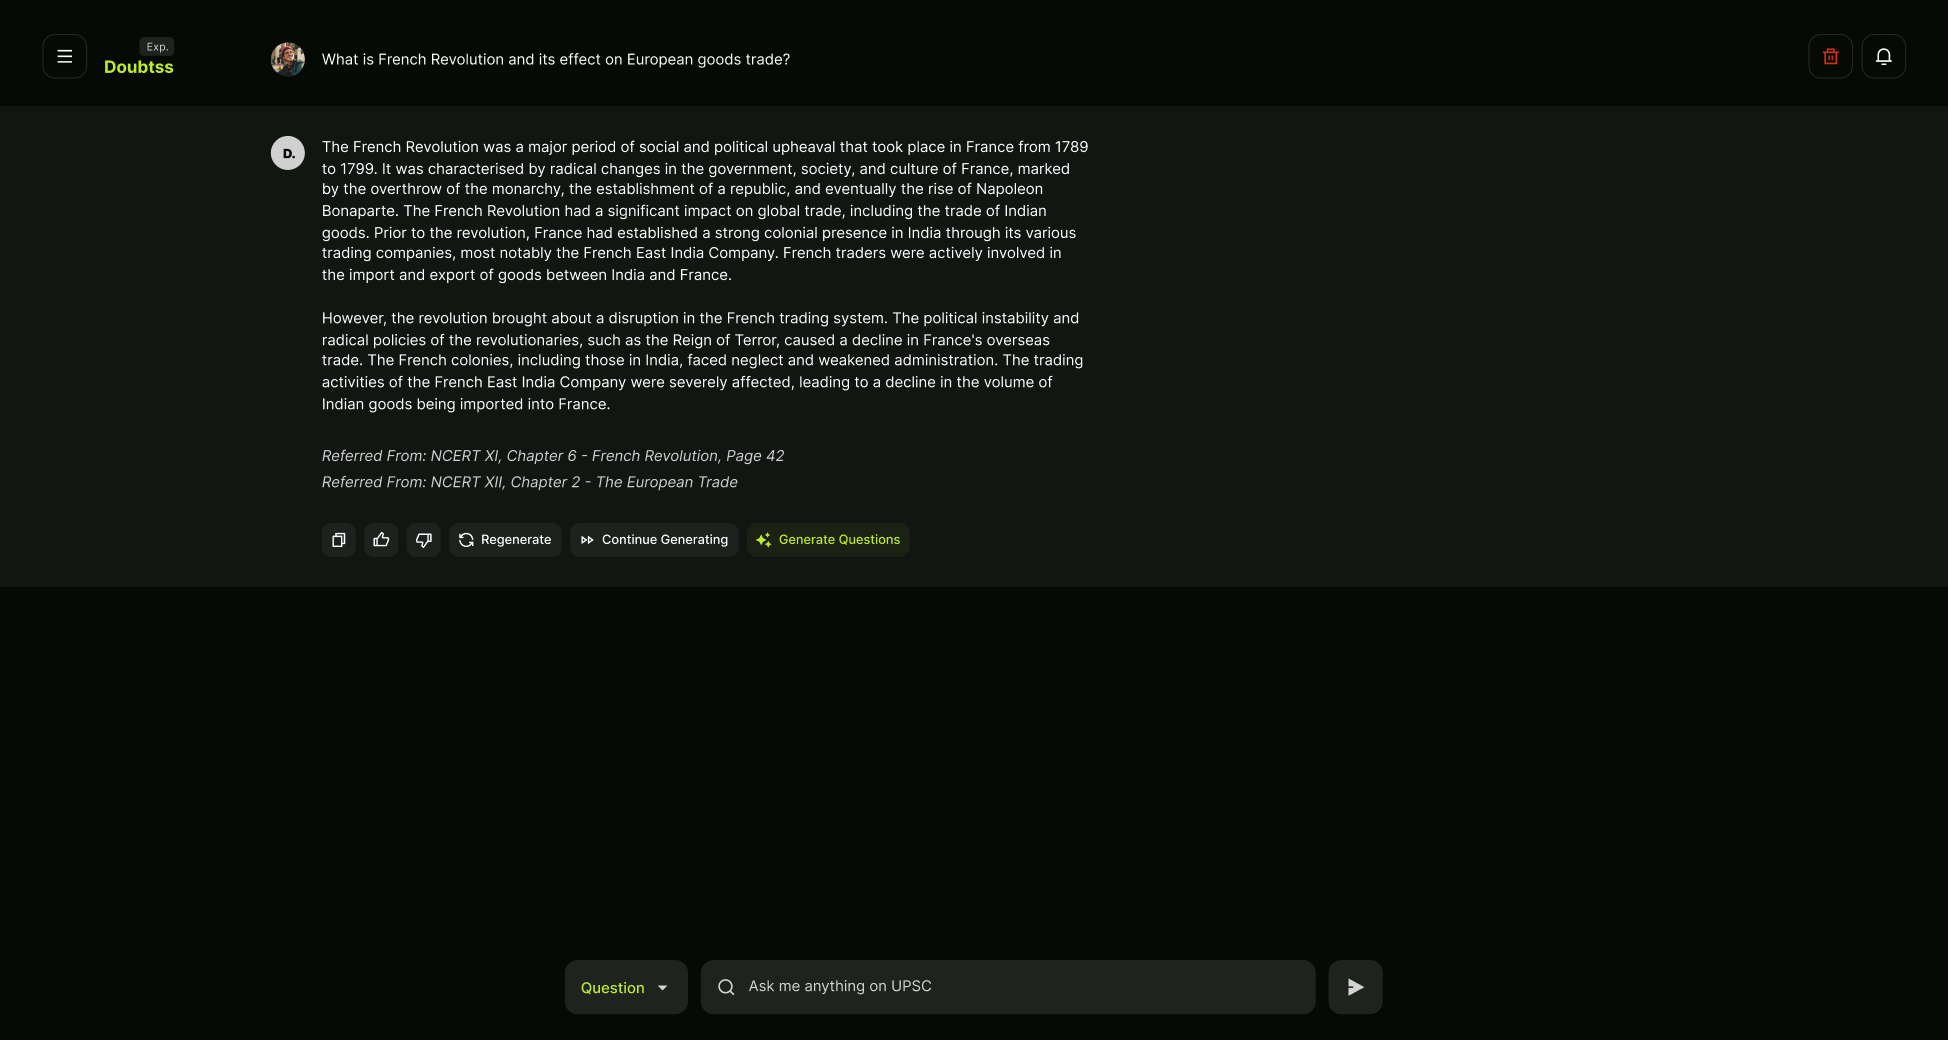 Exp.
Doubtss
What is French Revolution and its effect on European goods trade?
D.
The French Revolution was a major period of social and political upheaval that took place in France from 1789
to 1799. It was characterised by radical changes in the government, society, and culture of France, marked
by the overthrow of the monarchy, the establishment of a republic, and eventually the rise of Napoleon
Bonaparte. The French Revolution had a significant impact on global trade, including the trade of Indian
goods. Prior to the revolution, France had established a strong colonial presence in India through its various
trading companies, most notably the French East India Company. French traders were actively involved in
the import and export of goods between India and France.
However, the revolution brought about a disruption in the French trading system. The political instability and
radical policies of the revolutionaries, such as the Reign of Terror, caused a decline in France's overseas
trade. The French colonies, including those in India, faced neglect and weakened administration. The trading
activities of the French East India Company were severely affected, leading to a decline in the volume of
Indian goods being imported into France.
Referred From: NCERT XI, Chapter 6 - French Revolution, Page 42
Referred From: NCERT XII, Chapter 2 - The European Trade
Regenerate
Continue Generating
Generate Questions
Question
Ask me anything on UPSC